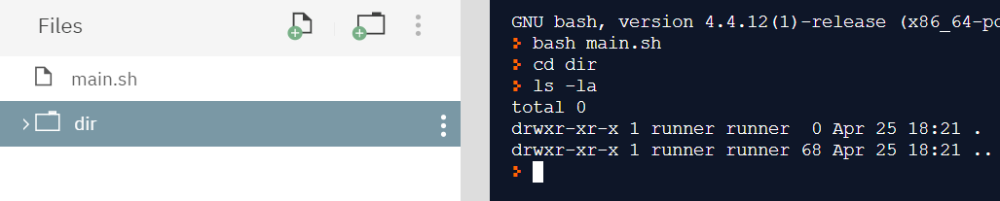 Files
main.sh
dir
GNU bash, version 4.4.12(1)-release (x86_64-po
bash main.sh
cd dir
ls -la
total 0
drwxr-xr-x 1 runner runner  0 Apr 25 18:21 .
drwxr-xr-x 1 runner runner 68 Apr 25 18:21 ..